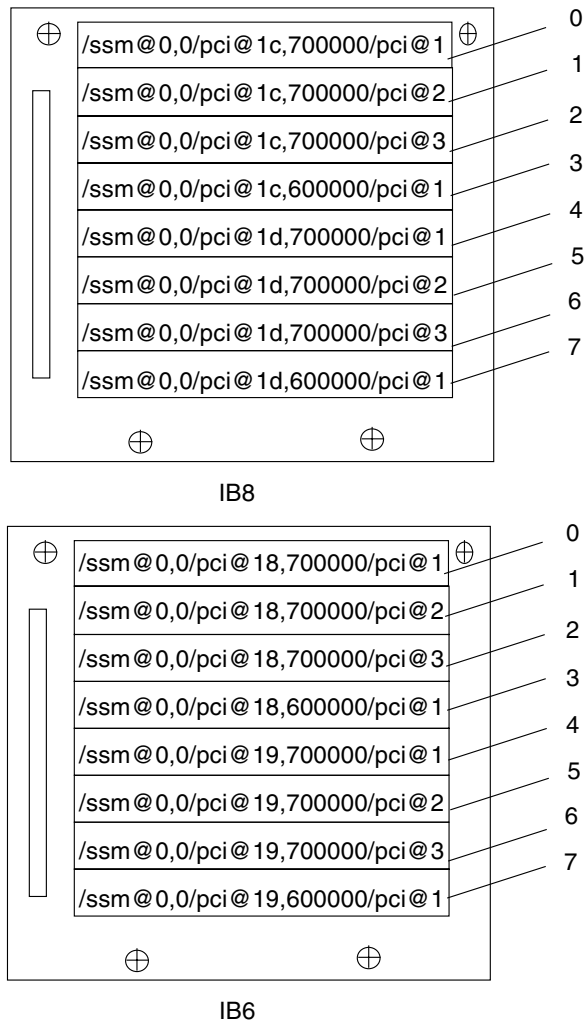 /ssm@0,0/pci@1c,700000/pci@1 0
/ssm@0,0/pci@1c,700000/pci@2 1
/ssm@0,0/pci@1c,700000/pci@3 2
/ssm@0,0/pci@1c,600000/pci@1 3
/ssm@0,0/pci@1d,700000/pci@1 4
/ssm@0,0/pci@1d,700000/pci@2 5
/ssm@0,0/pci@1d,700000/pci@3 6
/ssm@0,0/pci@1d,600000/pci@1 7
IB8
/ssm@0,0/pci@18,700000/pci@1 0
/ssm@0,0/pci@18,700000/pci@2 1
/ssm@0,0/pci@18,700000/pci@3 2
/ssm@0,0/pci@18,600000/pci@1 3
/ssm@0,0/pci@19,700000/pci@1 4
/ssm@0,0/pci@19,700000/pci@2 5
/ssm@0,0/pci@19,700000/pci@3 6
/ssm@0,0/pci@19,600000/pci@1 7
IB6